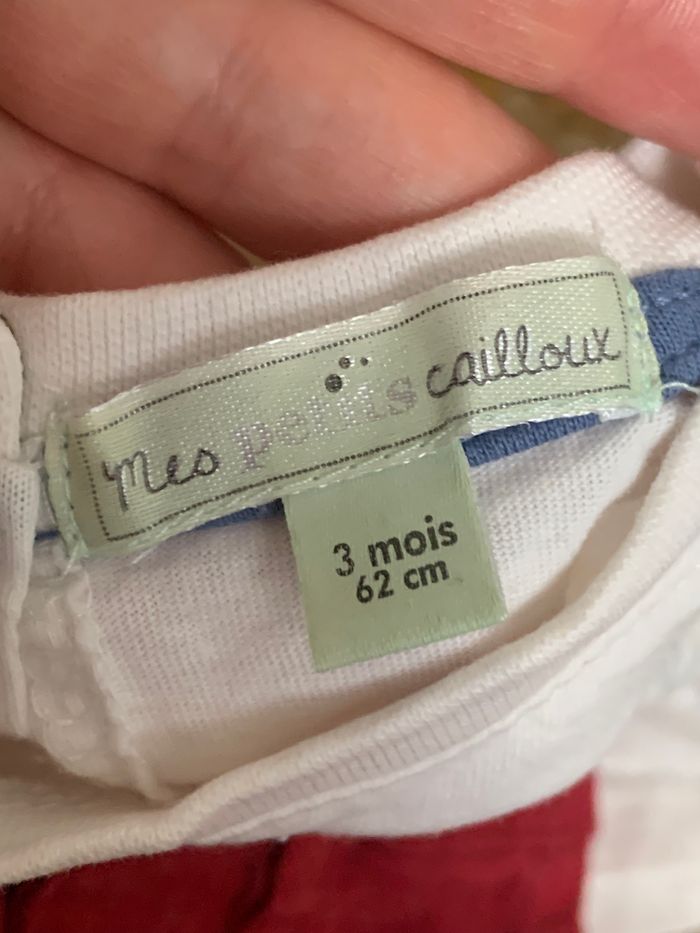 Mes petits cailloux
3 mois
62 cm